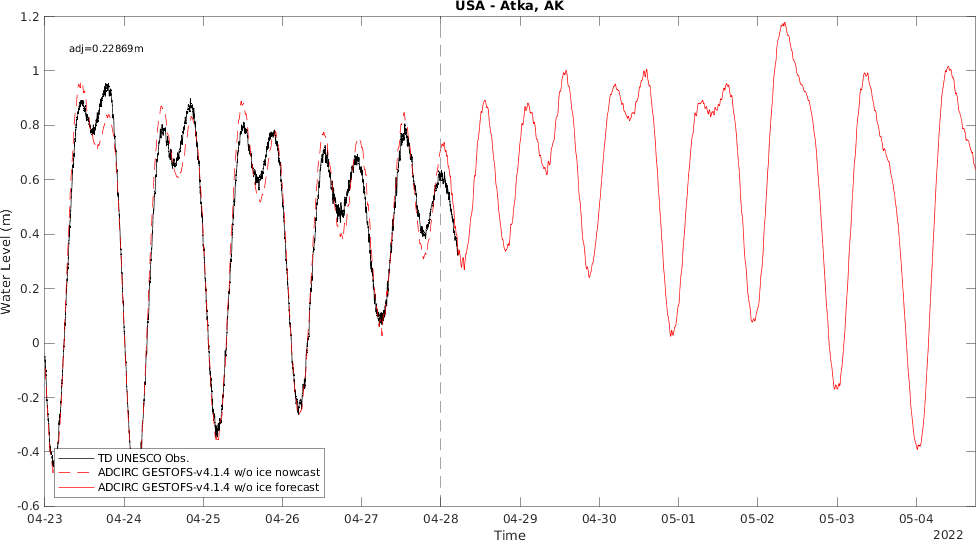 USA - Atka, AK
adj=0.22869m
Water Level (m)
1.2
1
0.8
0.6
0.4
0.2
0
-0.2
-0.4
-0.6
TD UNESCO Obs.
ADCIRC GESTOFS-v4.1.4 w/o ice nowcast
ADCIRC GESTOFS-v4.1.4 w/o ice forecast
04-23 04-24 04-25 04-26 04-27 04-28 04-29 04-30 05-01 05-02 05-03 05-04
Time
2022